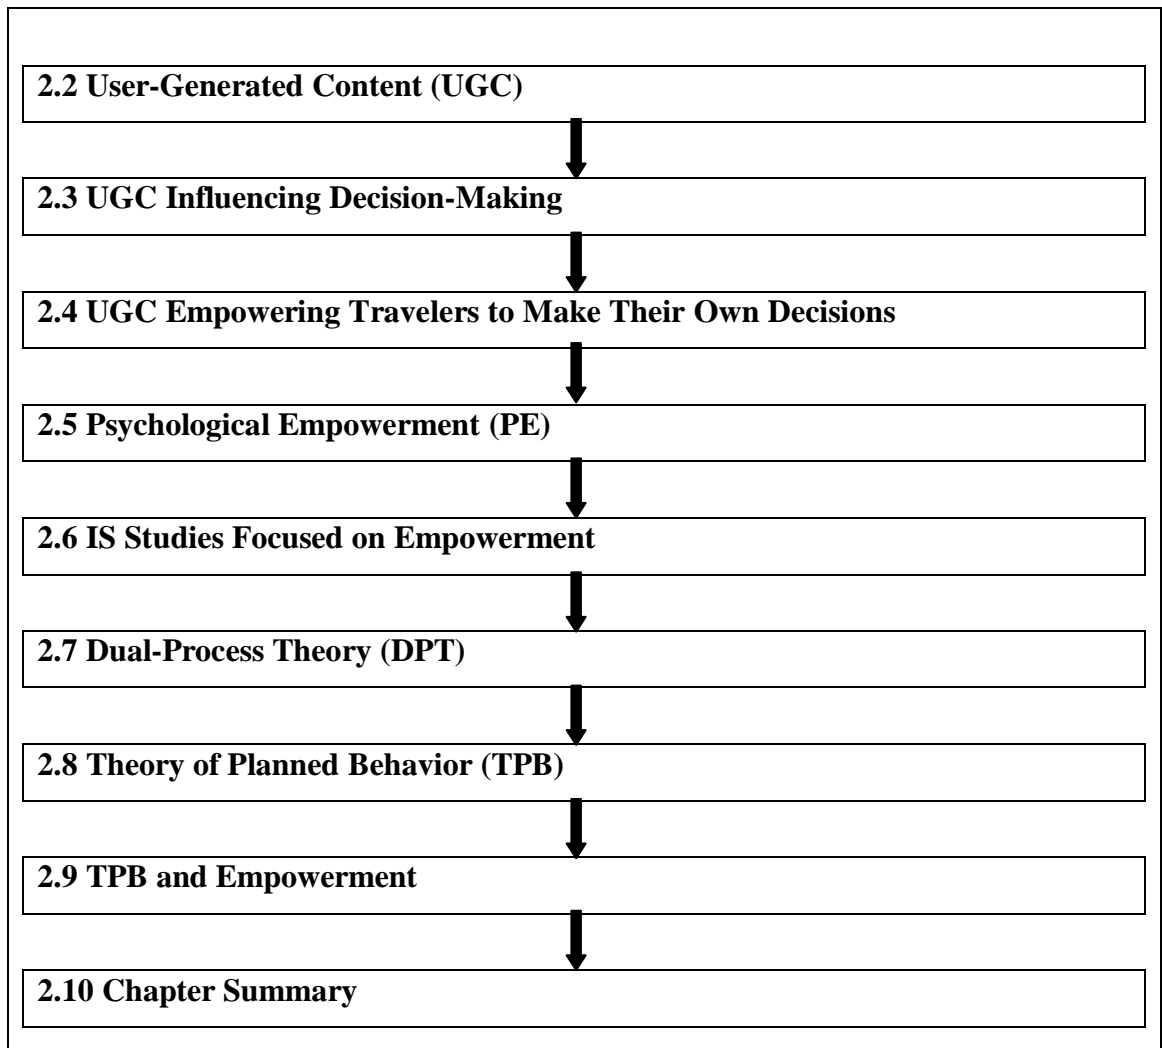 2.2 User-Generated Content (UGC)
2.3 UGC Influencing Decision-Making
2.4 UGC Empowering Travelers to Make Their Own Decisions
2.5 Psychological Empowerment (PE)
2.6 IS Studies Focused on Empowerment
2.7 Dual-Process Theory (DPT)
2.8 Theory of Planned Behavior (TPB)
2.9 TPB and Empowerment
2.10 Chapter Summary